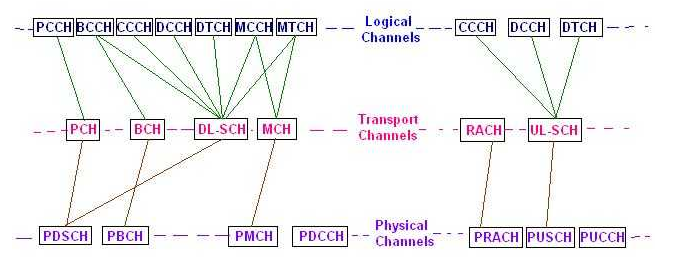 PCCH BCCH CCCH DCCH DTCH MCCH MTCH Logical Channels CCCH DCCH DTCH
PCH BCH DL-SCH MCH Transport Channels RACH UL-SCH
PDSCH PBCH PMCH PDCCH Physical Channels PRACH PUSCH PUCCH